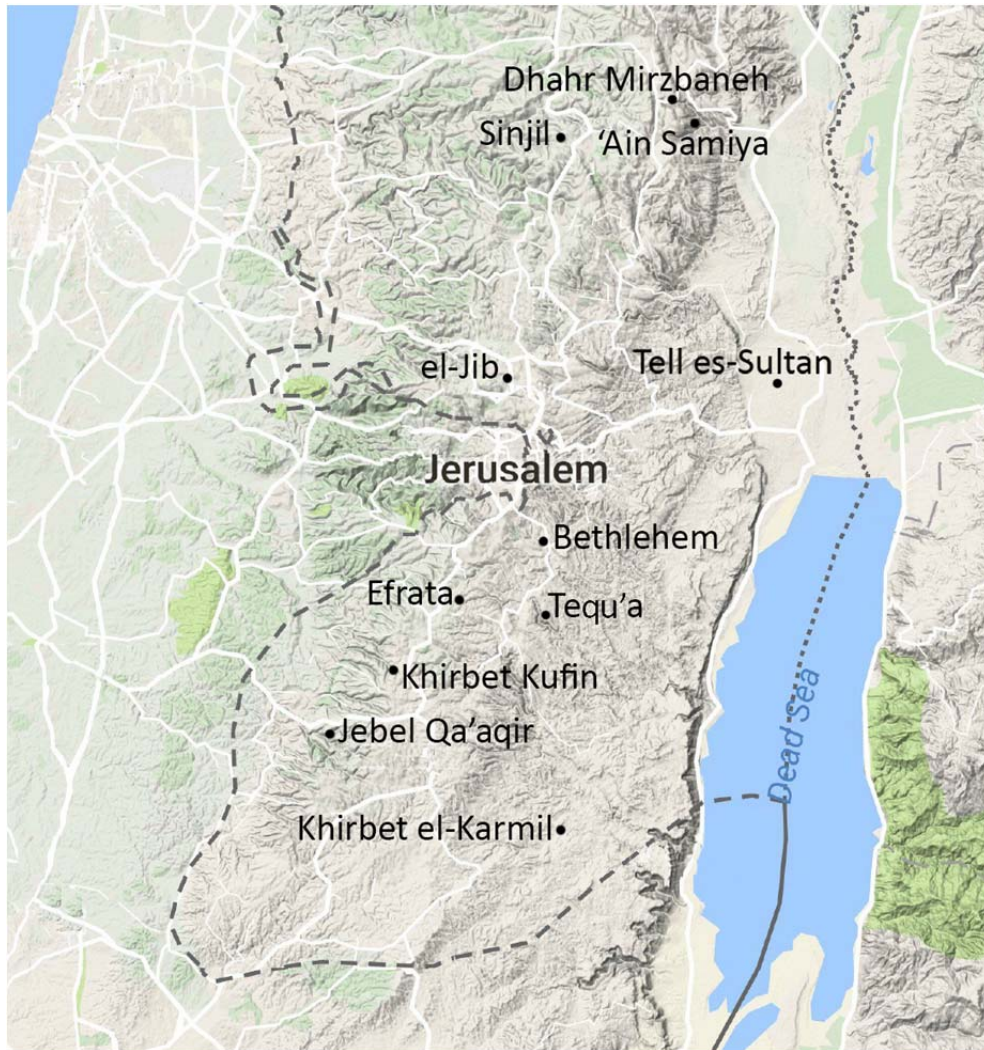 Dhahr Mirzbaneh
Sinjil
‘Ain Samiya
el-Jib
Tell es-Sultan
Jerusalem
Bethlehem
Efrata
Tequ’a
Khirbet Kufin
Jebel Qa’aqir
Dead Sea
Khirbet el-Karmil